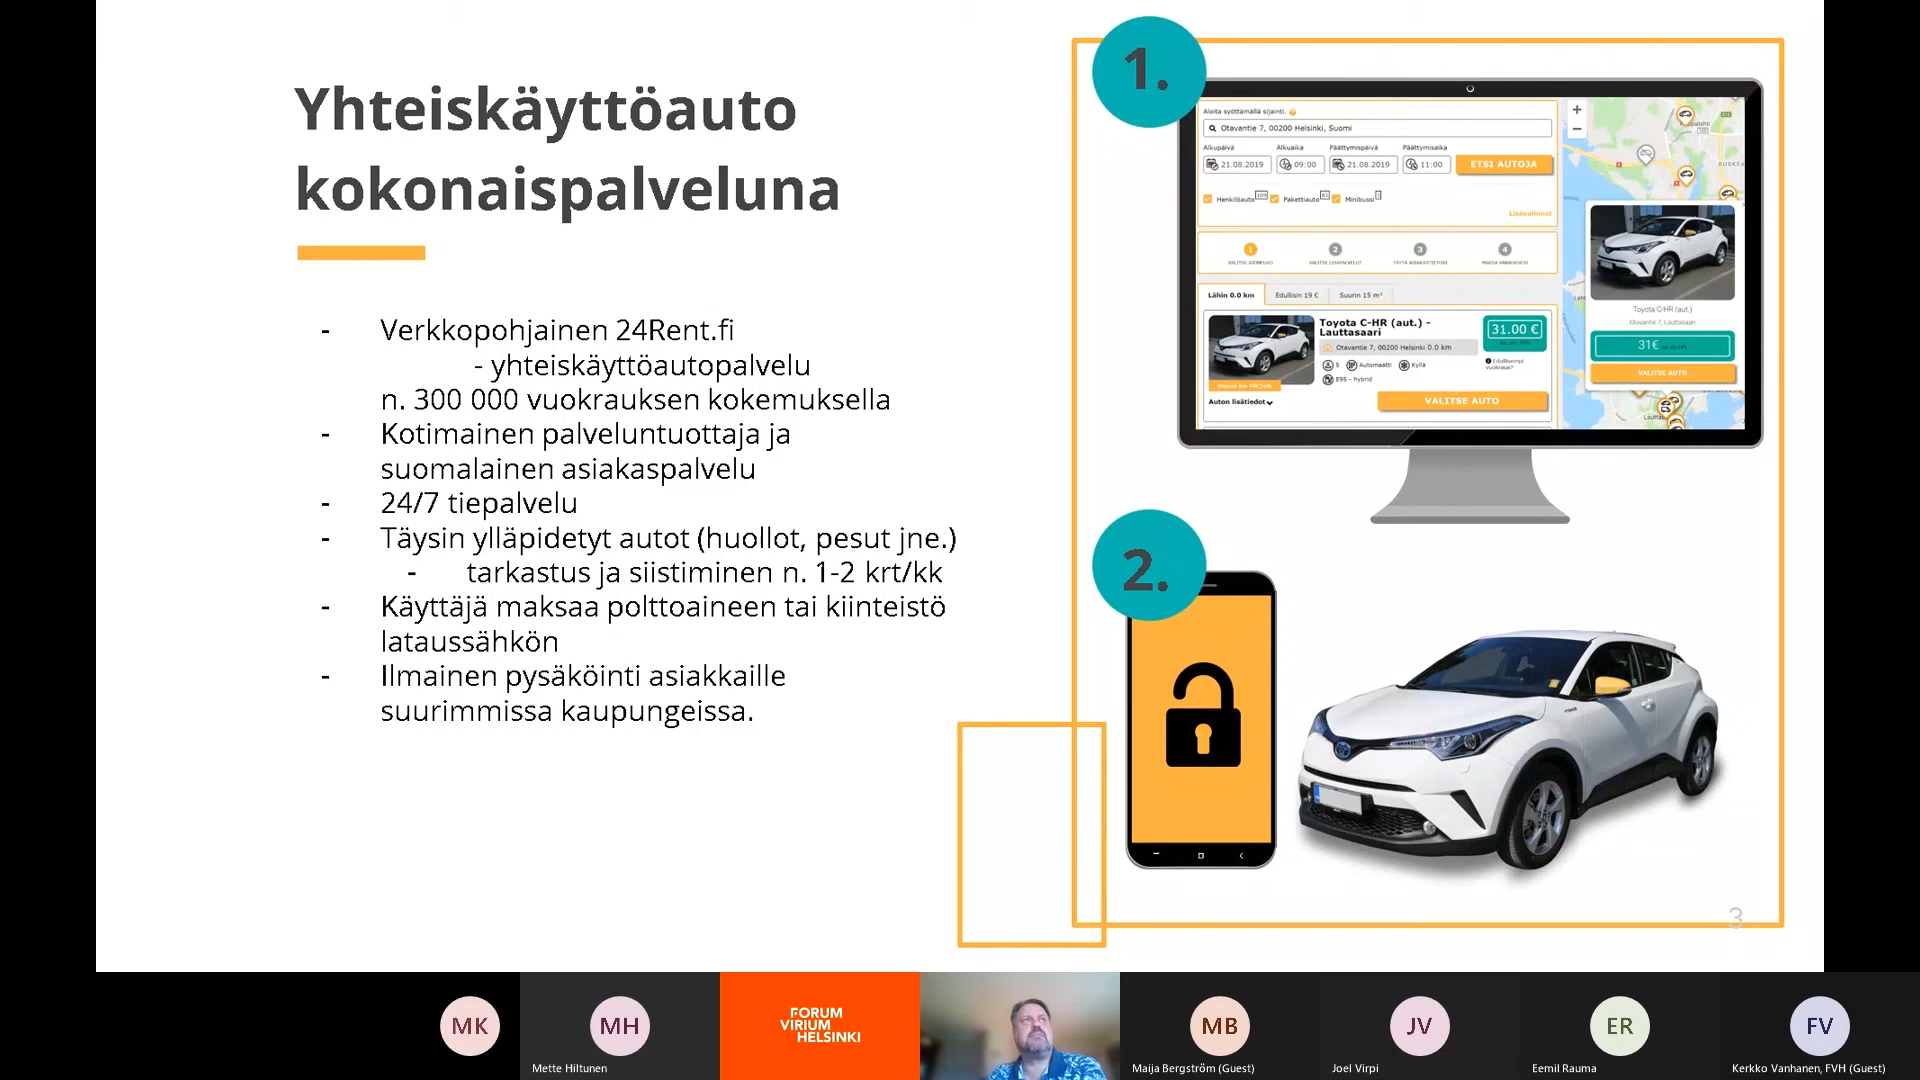 Yhteiskäyttöauto
kokonaispalveluna
- Verkkopohjainen 24Rent.fi
- yhteiskäyttöautopalvelu
n. 300 000 vuokrauksen kokemuksella
- Kotimainen palveluntuottaja ja
suomalainen asiakaspalvelu
- 24/7 tiepalvelu
- Täysin ylläpidetyt autot (huollot, pesut jne.)
- tarkastus ja siistiminen n. 1-2 krt/kk
- Käyttäjä maksaa polttoaineen tai kiinteistö
lataussähkön
- Ilmainen pysäköinti asiakkaille
suurimmissa kaupungeissa.
1.
Aloita syöttämällä sijainti.
Otavantie 7, 00200 Helsinki, Suomi
Alkupäivä Alkuaika Päättymispäivä Päättymisaika
21.08.2019 09:00 21.08.2019 11:00 ETSI AUTOJA
Henkilöauto Pakettiauto Minibussi
Lisävalinnat
1 2 3 4
VALITSE AJONEUVO VALITSE LISÄPALVELUT TÄYTÄ ASIAKASTIETOSI MAKSA VARAUKSESI
Lähin 0.0 km Edullisin 19 € Suurin 15 m³
Toyota C-HR (aut.) -
Lauttasaari
31.00 €
Otavantie 7, 00200 Helsinki 0.0 km
5 Automaatti Kyllä
E95 - hybrid
Edullisempi
vuokraus?
Auton lisätiedot
VALITSE AUTO
+
−
Toyota C-HR (aut.)
Otavantie 7, Lauttasaari
31€
VALITSE AUTO
2.
3
MK
MH
Mette Hiltunen
FORUM
VIRIUM
HELSINKI
MB
Maija Bergström (Guest)
JV
Joel Virpi
ER
Eemil Rauma
FV
Kerkko Vanhanen, FVH (Guest)